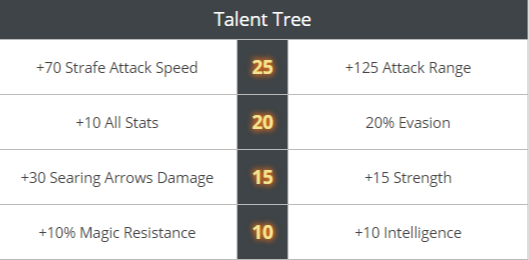 Talent Tree
+70 Strafe Attack Speed 25 +125 Attack Range
+10 All Stats 20 20% Evasion
+30 Searing Arrows Damage 15 +15 Strength
+10% Magic Resistance 10 +10 Intelligence